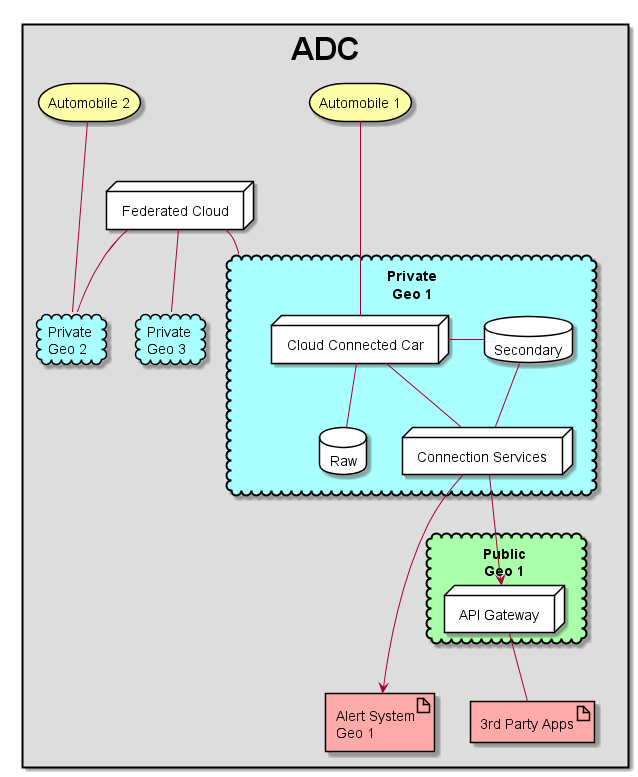 ADC
Automobile 2
Automobile 1
Federated Cloud
Private
Geo 1
Private
Geo 2
Private
Geo 3
Cloud Connected Car
Secondary
Raw
Connection Services
Public
Geo 1
API Gateway
Alert System
Geo 1
3rd Party Apps